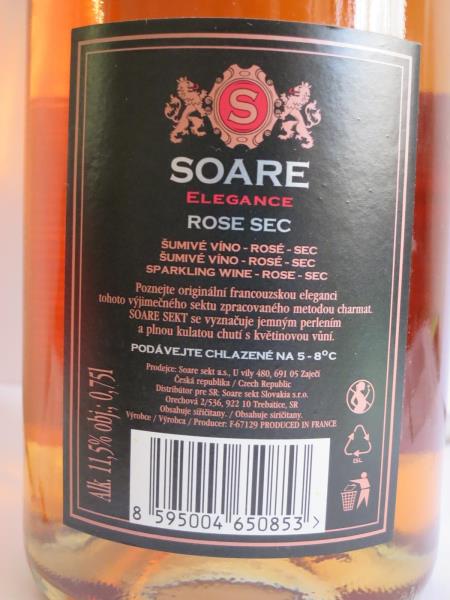 S
SOARE
ELEGANCE
ROSE SEC
ŠUMIVÉ VÍNO - ROSÉ - SEC
ŠUMIVÉ VÍNO - ROSÉ - SEC
SPARKLING WINE - ROSE - SEC
Poznejte originální francouzskou eleganci
tohoto výjimečného sektu zpracovaného metodou charmat.
SOARE SEKT se vyznačuje jemným perlením
a plnou kulatou chutí s květinovou vůní.
PODÁVEJTE CHLAZENÉ NA 5 - 8°C
Prodejce: Soare sekt a.s., U vily 480, 691 05 Zaječí
Česká republika / Czech Republic
Distribútor pre SR: Soare sekt Slovakia s.r.o.
Orechová 2/536, 922 10 Trebatice, SR
Obsahuje siřičitany. / Obsahuje siričitany.
Výrobce / Výrobca / Producer: F-67129 PRODUCED IN FRANCE
Alk. 11,5% obj.; 0,75l
8 595004 650853 >